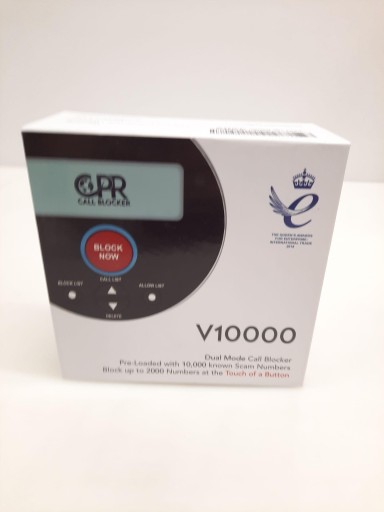 CPR
CALL BLOCKER
BLOCK
NOW
CALL LIST
BLOCK LIST
ALLOW LIST
DELETE
THE QUEEN'S AWARDS
FOR ENTERPRISE:
INTERNATIONAL TRADE
V10000
Dual Mode Call Blocker
Pre-Loaded with 10,000 known Scam Numbers
Block up to 2000 Numbers at the Touch of a Button